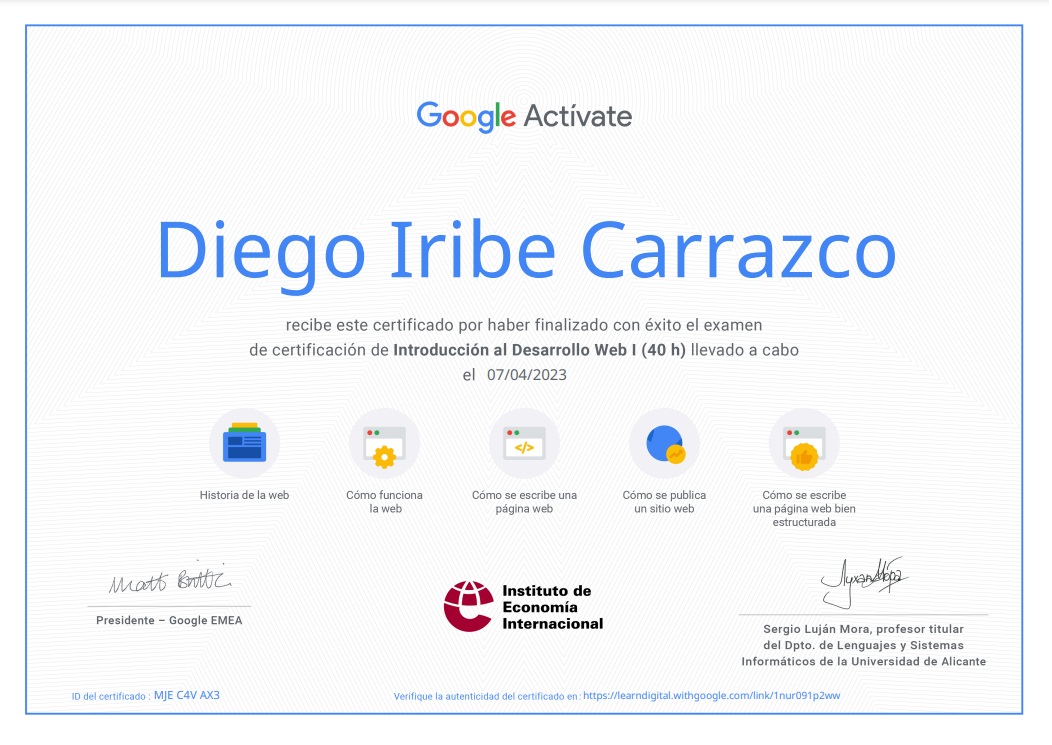 Google Actívate
Diego Iribe Carrazco
recibe este certificado por haber finalizado con éxito el examen
de certificación de Introducción al Desarrollo Web I (40 h) llevado a cabo
el 07/04/2023
Historia de la web
Cómo funciona
la web
Cómo se escribe una
página web
Cómo se publica
un sitio web
Cómo se escribe
una página web bien
estructurada
Matt Brittin
Presidente – Google EMEA
Instituto de
Economía
Internacional
Sergio Luján Mora, profesor titular
del Dpto. de Lenguajes y Sistemas
Informáticos de la Universidad de Alicante
ID del certificado : MJE C4V AX3
Verifique la autenticidad del certificado en : https://learndigital.withgoogle.com/link/1nur091p2ww